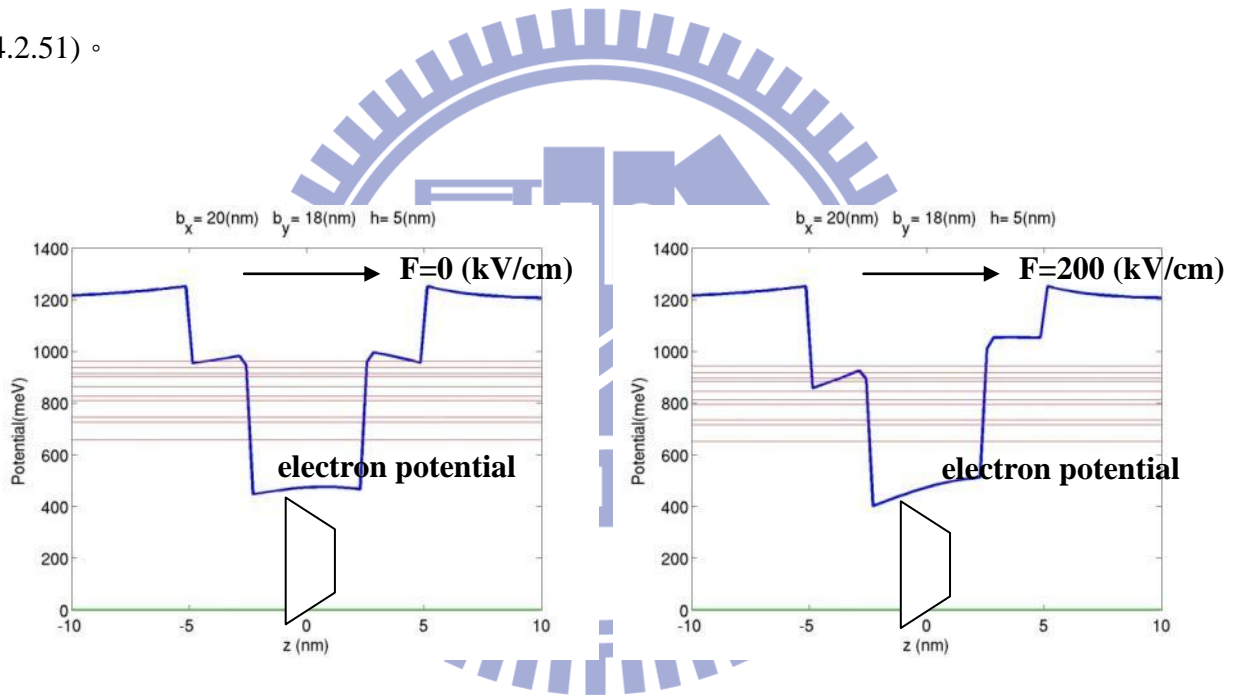 4.2.51)。
b_x = 20(nm) b_y = 18(nm) h= 5(nm)
F=0 (kV/cm)
1400
1200
1000
800
600
400
200
0
Potential(meV)
electron potential
-10 -5 0 5 10
z (nm)
b_x = 20(nm) b_y = 18(nm) h= 5(nm)
F=200 (kV/cm)
1400
1200
1000
800
600
400
200
0
Potential(meV)
electron potential
-10 -5 0 5 10
z (nm)